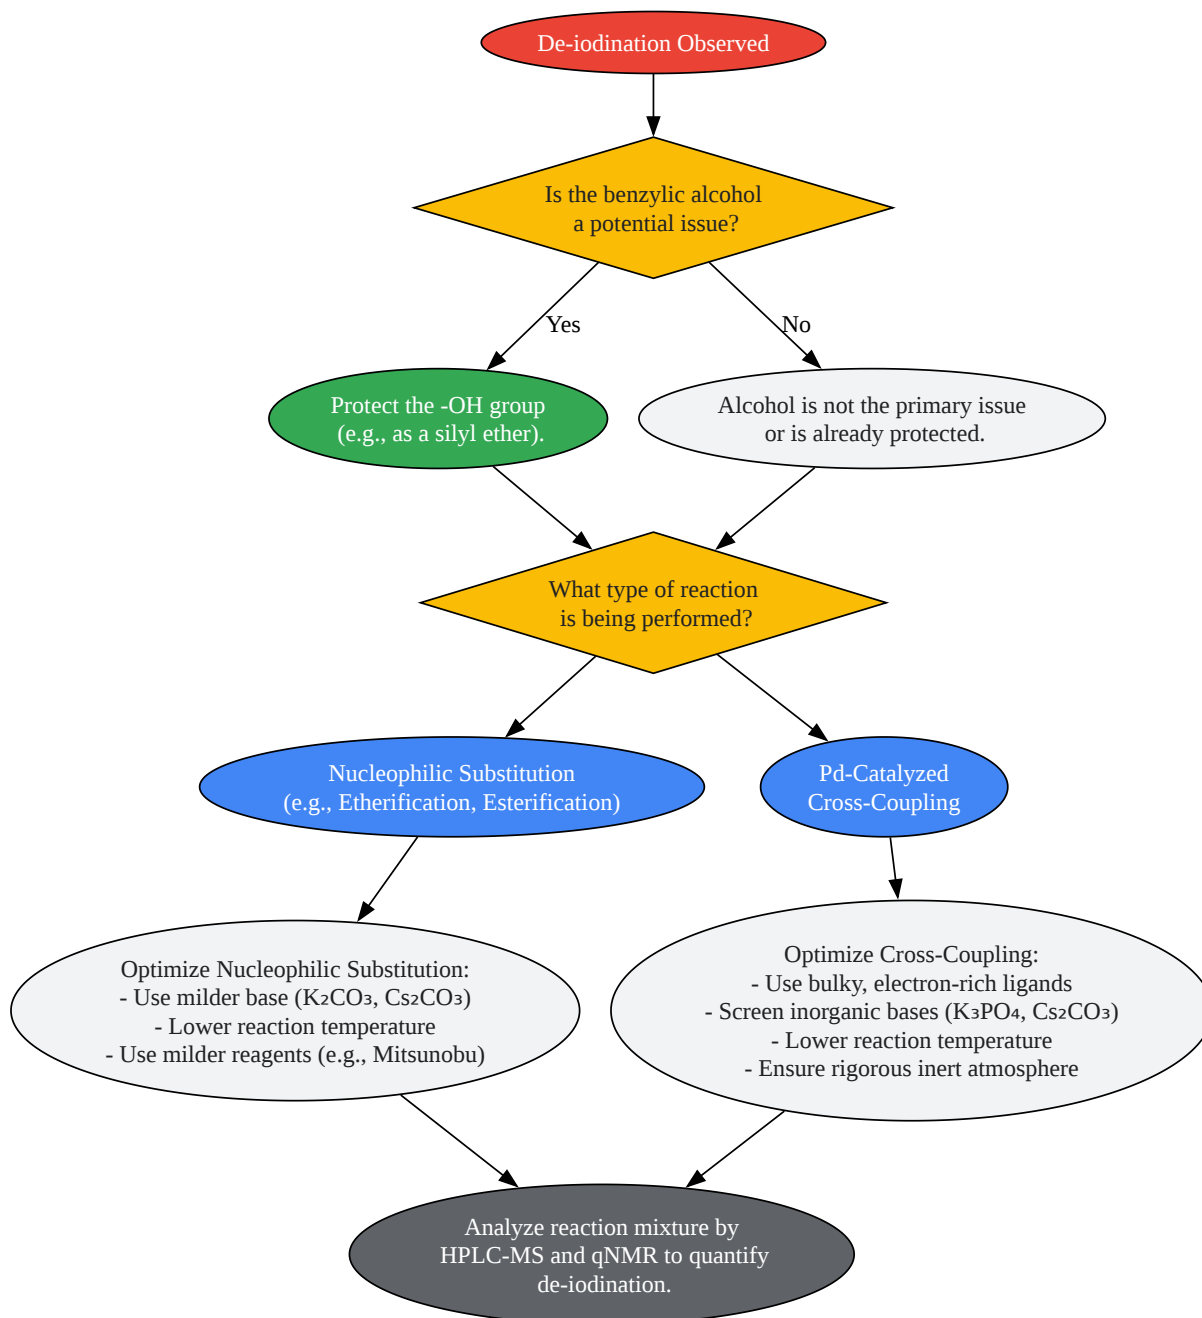 De-iodination Observed
Is the benzylic alcohol
a potential issue?
Yes
No
Protect the -OH group
(e.g., as a silyl ether).
Alcohol is not the primary issue
or is already protected.
What type of reaction
is being performed?
Nucleophilic Substitution
(e.g., Etherification, Esterification)
Pd-Catalyzed
Cross-Coupling
Optimize Nucleophilic Substitution:
- Use milder base (K₂CO₃, Cs₂CO₃)
- Lower reaction temperature
- Use milder reagents (e.g., Mitsunobu)
Optimize Cross-Coupling:
- Use bulky, electron-rich ligands
- Screen inorganic bases (K₃PO₄, Cs₂CO₃)
- Lower reaction temperature
- Ensure rigorous inert atmosphere
Analyze reaction mixture by
HPLC-MS and qNMR to quantify
de-iodination.